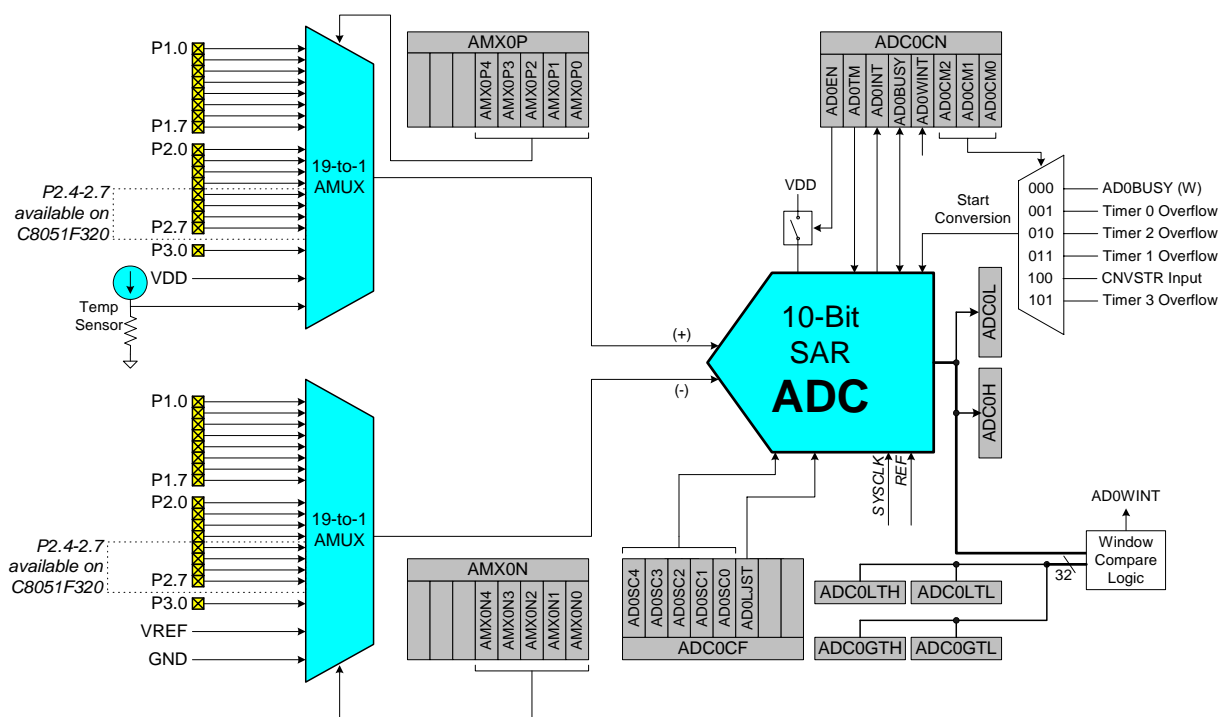 P1.0
P1.7
P2.0
P2.4-2.7
available on
C8051F320
P2.7
P3.0
VDD
Temp
Sensor
19-to-1
AMUX
AMX0P
AMX0P4
AMX0P3
AMX0P2
AMX0P1
AMX0P0
ADC0CN
AD0EN
AD0TM
AD0INT
AD0BUSY
AD0WINT
AD0CM2
AD0CM1
AD0CM0
VDD
Start
Conversion
000
AD0BUSY (W)
001
Timer 0 Overflow
010
Timer 2 Overflow
011
Timer 1 Overflow
100
CNVSTR Input
101
Timer 3 Overflow
(+)
(-)
10-Bit
SAR
ADC
ADC0L
ADC0H
SYSCLK
REF
P1.0
P1.7
P2.0
P2.4-2.7
available on
C8051F320
P2.7
P3.0
VREF
GND
19-to-1
AMUX
AMX0N
AMX0N4
AMX0N3
AMX0N2
AMX0N1
AMX0N0
AD0SC4
AD0SC3
AD0SC2
AD0SC1
AD0SC0
AD0LJST
ADC0CF
AD0WINT
Window
Compare
Logic
32
ADC0LTH
ADC0LTL
ADC0GTH
ADC0GTL